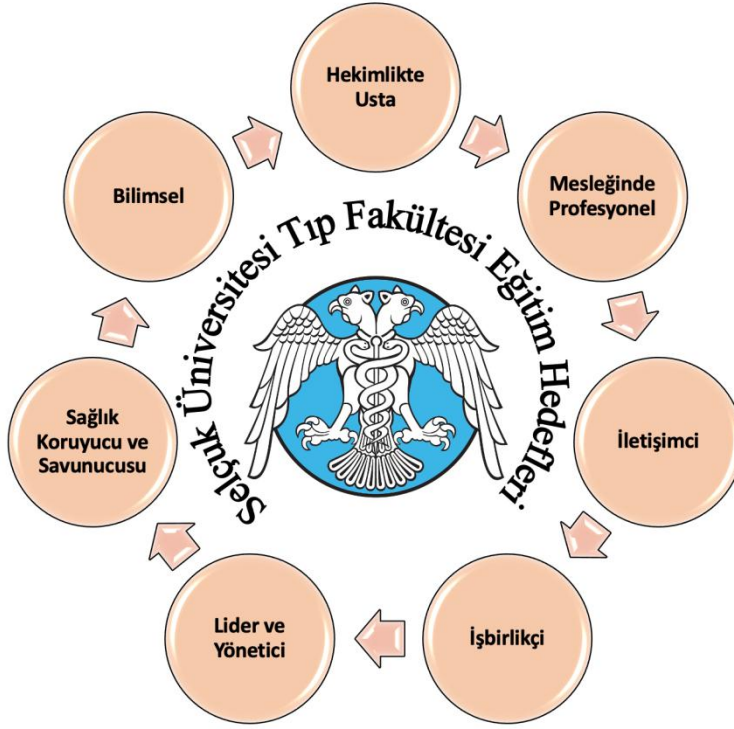 Hekimlikte
Usta
Mesleğinde
Profesyonel
İletişimci
İşbirlikçi
Lider ve
Yönetici
Sağlık
Koruyucu ve
Savunucusu
Bilimsel
Selçuk Üniversitesi Tıp Fakültesi Eğitim Hedefleri